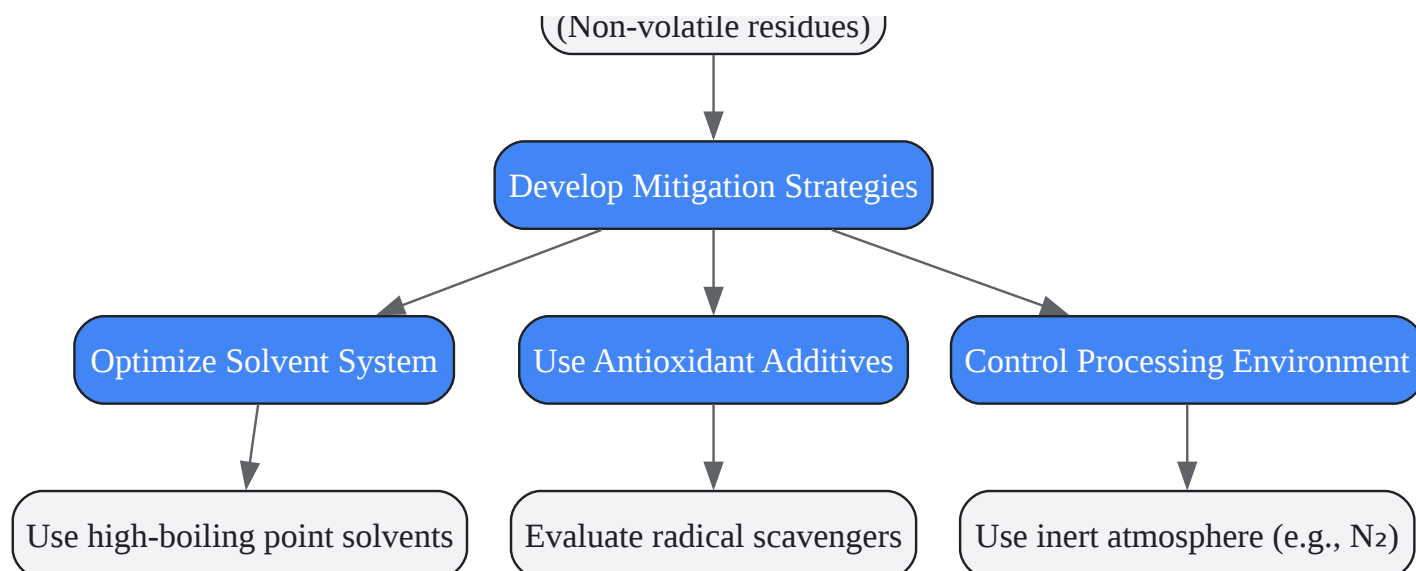 (Non-volatile residues)
Develop Mitigation Strategies
Optimize Solvent System
Use Antioxidant Additives
Control Processing Environment
Use high-boiling point solvents
Evaluate radical scavengers
Use inert atmosphere (e.g., N₂)